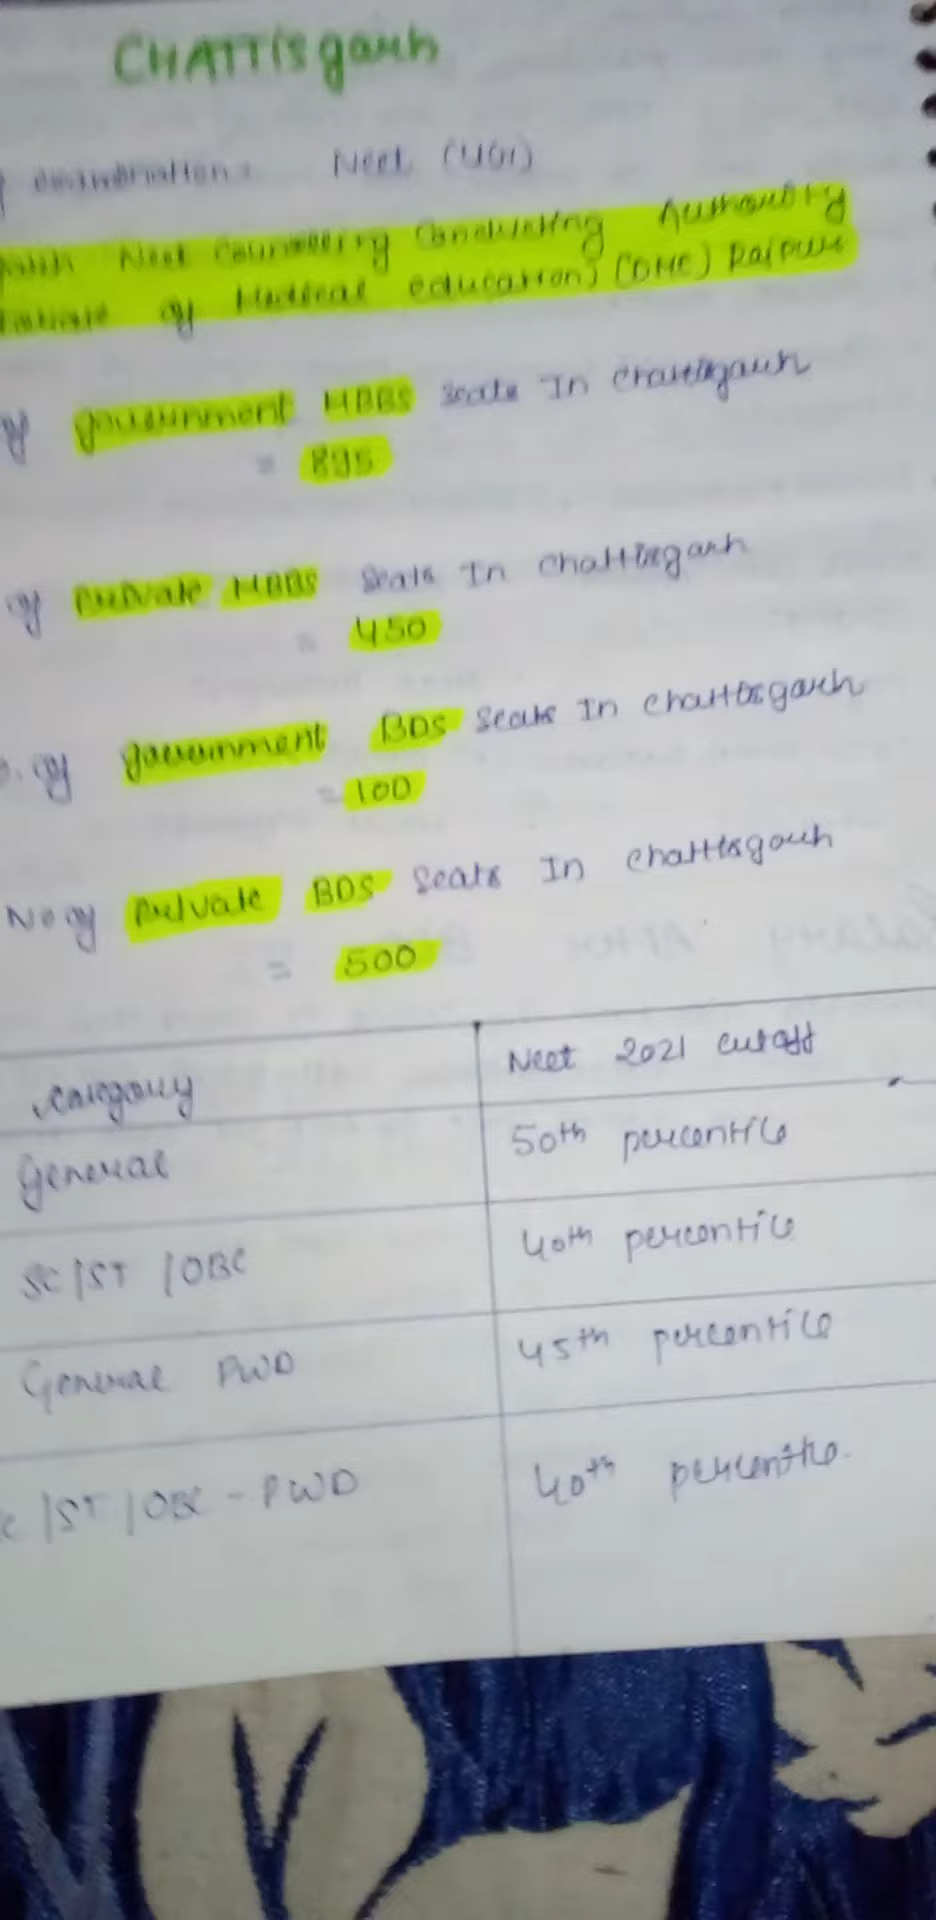 CHATTISgarh
Neet (UG)
Neet Counselling Conducting Authority
of Medical education) (DME) Raipur
of government MBBS Seats In Chattisgarh
= 895
of private MBBS Seats In Chattisgarh
= 450
of government BDS Seats In Chattisgarh
= 100
No of private BDS Seats In Chattisgarh
= 500
Category Neet 2021 cutoff
General 50th percentile
SC/ST/OBC 40th percentile
General PWD 45th percentile
/ST/OBC-PWD 40th percentile.